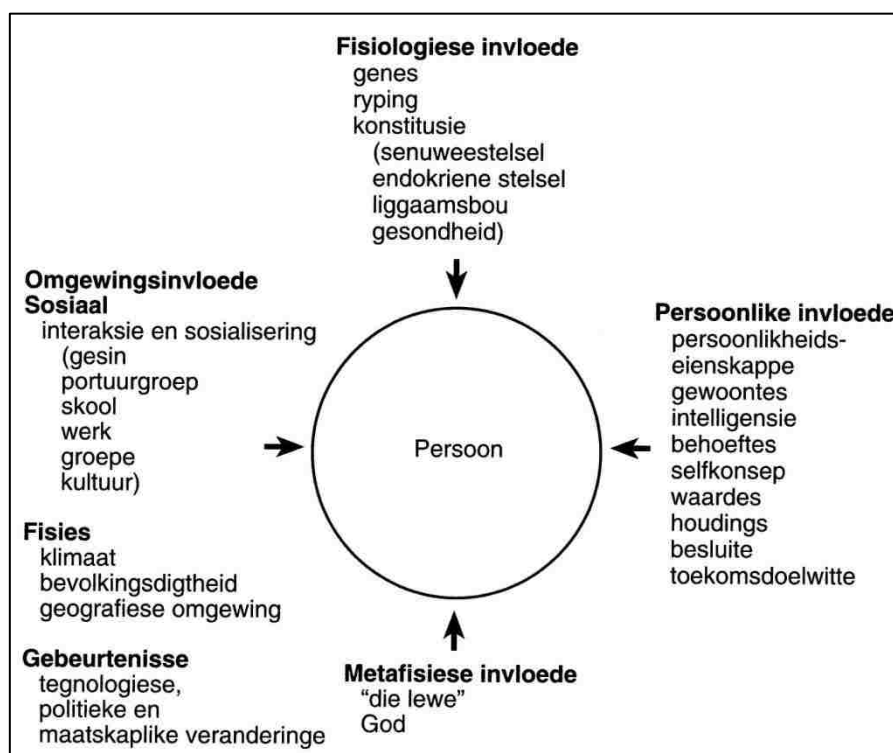 Fisiologiese invloede
genes
ryping
konstitusie
(senuweestelsel
endokriene stelsel
liggaamsbou
gesondheid)
Omgewingsinvloede
Sosiaal
interaksie en sosialisering
(gesin
portuurgroep
skool
werk
groepe
kultuur)
Fisies
klimaat
bevolkingsdigtheid
geografiese omgewing
Gebeurtenisse
tegnologiese,
politieke en
maatskaplike veranderinge
Persoon
Persoonlike invloede
persoonlikheids-
eienskappe
gewoontes
intelligensie
behoeftes
selfkonsep
waardes
houdings
besluite
toekomsdoelwitte
Metafisiese invloede
"die lewe"
God